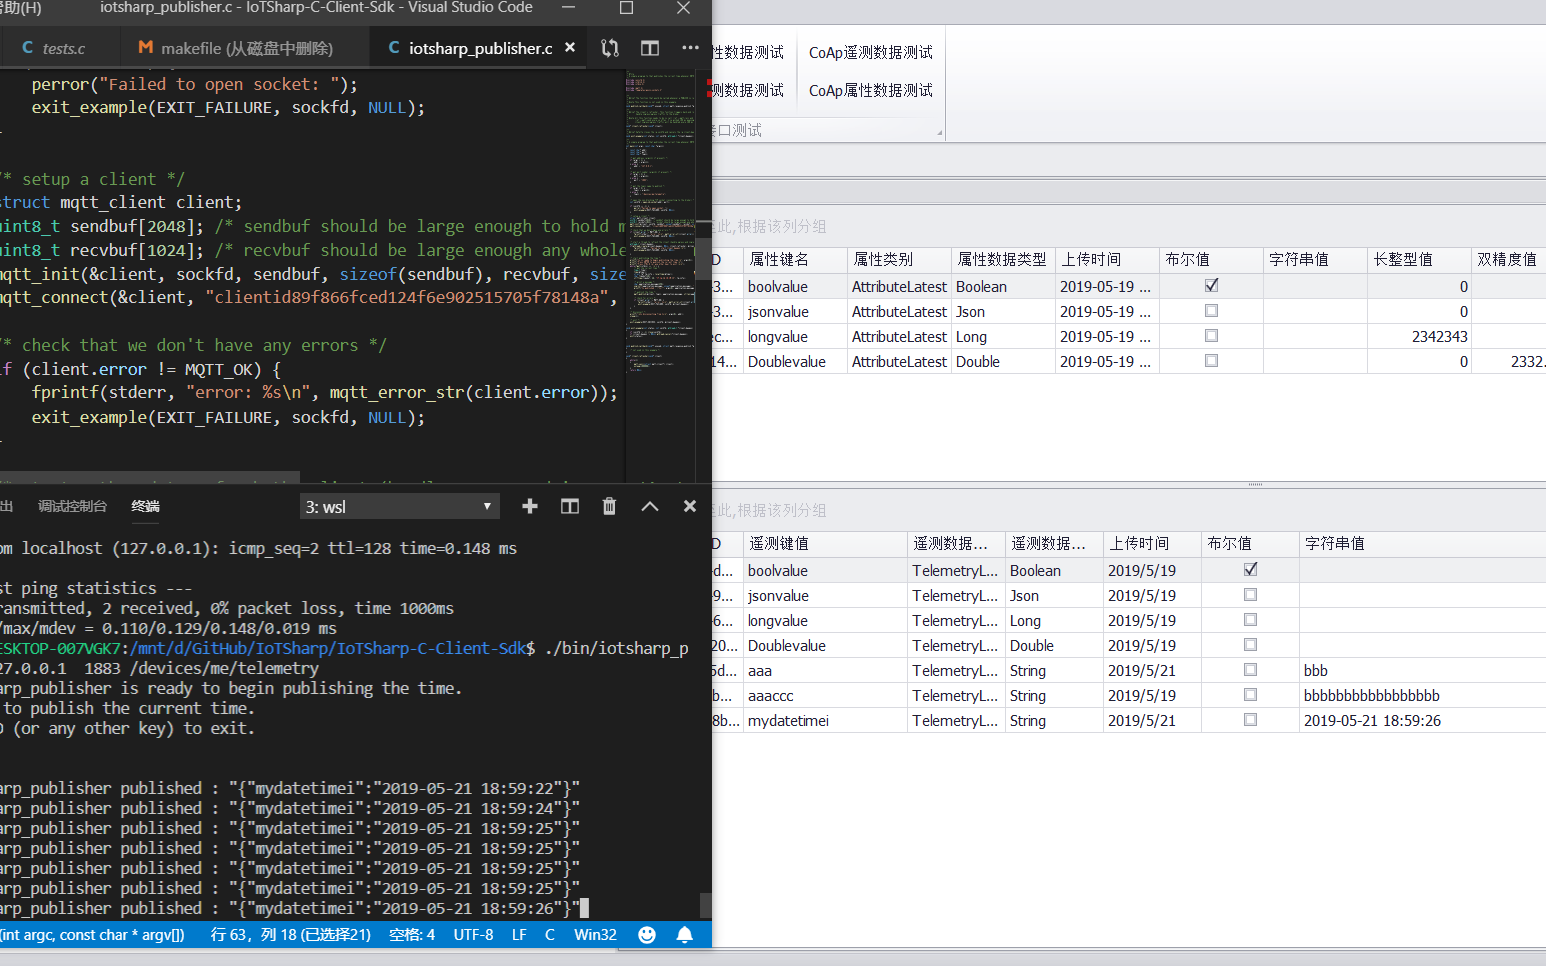 帮助(H) iotsharp_publisher.c - IoTSharp-C-Client-Sdk - Visual Studio Code
C tests.c M makefile (从磁盘中删除) C iotsharp_publisher.c
perror("Failed to open socket: ");
exit_example(EXIT_FAILURE, sockfd, NULL);
/* setup a client */
struct mqtt_client client;
uint8_t sendbuf[2048]; /* sendbuf should be large enough to hold m
uint8_t recvbuf[1024]; /* recvbuf should be large enough any whole
mqtt_init(&client, sockfd, sendbuf, sizeof(sendbuf), recvbuf, size
mqtt_connect(&client, "clientid89f866fced124f6e902515705f78148a",
/* check that we don't have any errors */
if (client.error != MQTT_OK) {
fprintf(stderr, "error: %s\n", mqtt_error_str(client.error));
exit_example(EXIT_FAILURE, sockfd, NULL);
出 调试控制台 终端 3: wsl
om localhost (127.0.0.1): icmp_seq=2 ttl=128 time=0.148 ms
st ping statistics ---
ransmitted, 2 received, 0% packet loss, time 1000ms
/max/mdev = 0.110/0.129/0.148/0.019 ms
ESKTOP-007VGK7:/mnt/d/GitHub/IoTSharp/IoTSharp-C-Client-Sdk$ ./bin/iotsharp_p
27.0.0.1 1883 /devices/me/telemetry
arp_publisher is ready to begin publishing the time.
to publish the current time.
D (or any other key) to exit.
arp_publisher published : "{"mydatetimei":"2019-05-21 18:59:22"}"
arp_publisher published : "{"mydatetimei":"2019-05-21 18:59:24"}"
arp_publisher published : "{"mydatetimei":"2019-05-21 18:59:25"}"
arp_publisher published : "{"mydatetimei":"2019-05-21 18:59:25"}"
arp_publisher published : "{"mydatetimei":"2019-05-21 18:59:25"}"
arp_publisher published : "{"mydatetimei":"2019-05-21 18:59:25"}"
arp_publisher published : "{"mydatetimei":"2019-05-21 18:59:26"}"
(int argc, const char * argv[]) 行 63，列 18 (已选择21) 空格: 4 UTF-8 LF C Win32
性数据测试 CoAp遥测数据测试
测数据测试 CoAp属性数据测试
接口测试
至此,根据该列分组
D 属性键名 属性类别 属性数据类型 上传时间 布尔值 字符串值 长整型值 双精度值
-3... boolvalue AttributeLatest Boolean 2019-05-19 ... 0
-3... jsonvalue AttributeLatest Json 2019-05-19 ... 0
ec... longvalue AttributeLatest Long 2019-05-19 ... 2342343
14... Doublevalue AttributeLatest Double 2019-05-19 ... 0 2332.
至此,根据该列分组
D 遥测键值 遥测数据... 遥测数据... 上传时间 布尔值 字符串值
-d... boolvalue TelemetryL... Boolean 2019/5/19
-9... jsonvalue TelemetryL... Json 2019/5/19
-6... longvalue TelemetryL... Long 2019/5/19
20... Doublevalue TelemetryL... Double 2019/5/19
5d... aaa TelemetryL... String 2019/5/21 bbb
b... aaaccc TelemetryL... String 2019/5/19 bbbbbbbbbbbbbbbbb
8b... mydatetimei TelemetryL... String 2019/5/21 2019-05-21 18:59:26